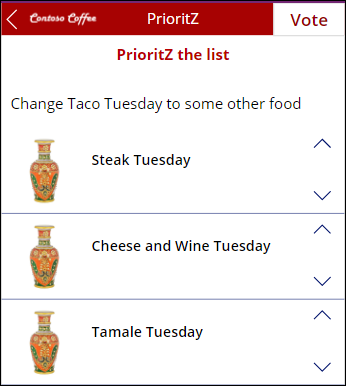 Contoso Coffee PrioritZ Vote
PrioritZ the list
Change Taco Tuesday to some other food
Steak Tuesday
Cheese and Wine Tuesday
Tamale Tuesday